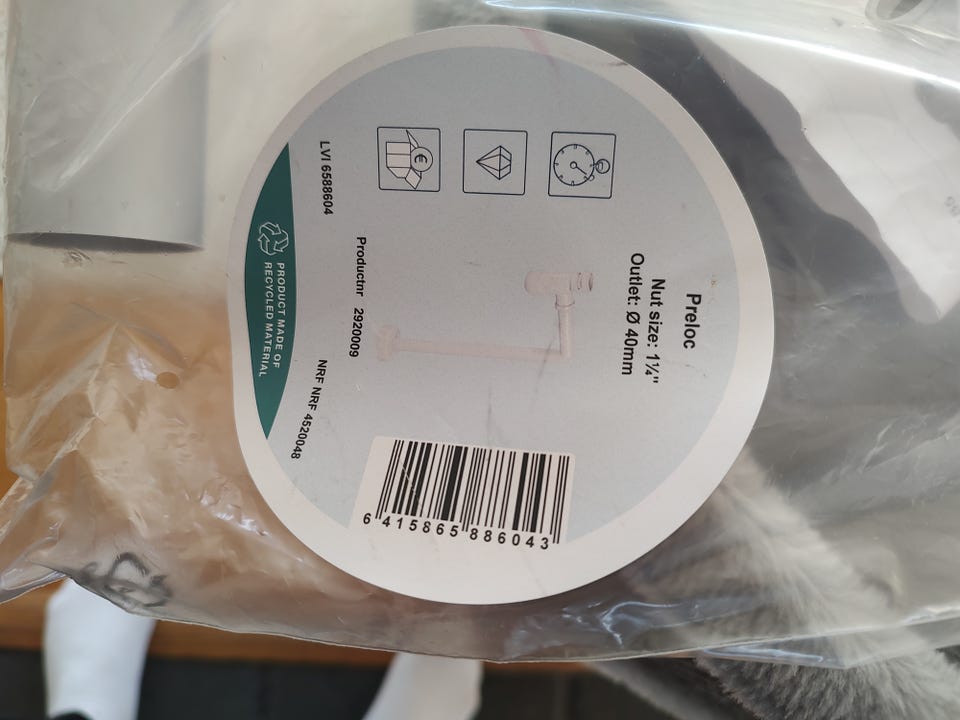 Preloc
Nut size: 1¼"
Outlet: Ø 40mm
€
Productnr 2920009
LVI 6588604
NRF NRF 4520048
PRODUCT MADE OF
RECYCLED MATERIAL
6 415865 886043